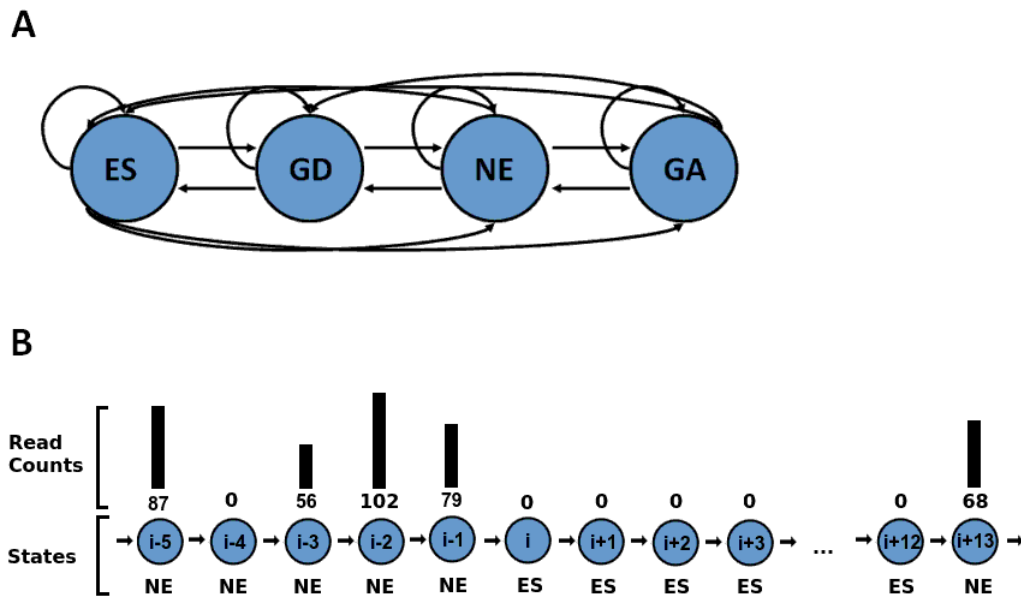 A
ES GD NE GA
B
Read
Counts
87 0 56 102 79 0 0 0 0 0 68
States
i-5 i-4 i-3 i-2 i-1 i i+1 i+2 i+3 ... i+12 i+13
NE NE NE NE NE ES ES ES ES ES NE